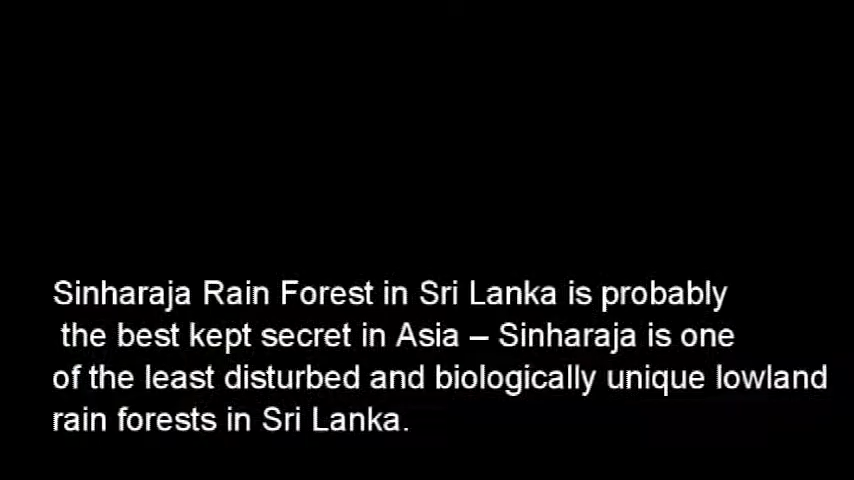 Sinharaja Rain Forest in Sri Lanka is probably
the best kept secret in Asia – Sinharaja is one
of the least disturbed and biologically unique lowland
rain forests in Sri Lanka.